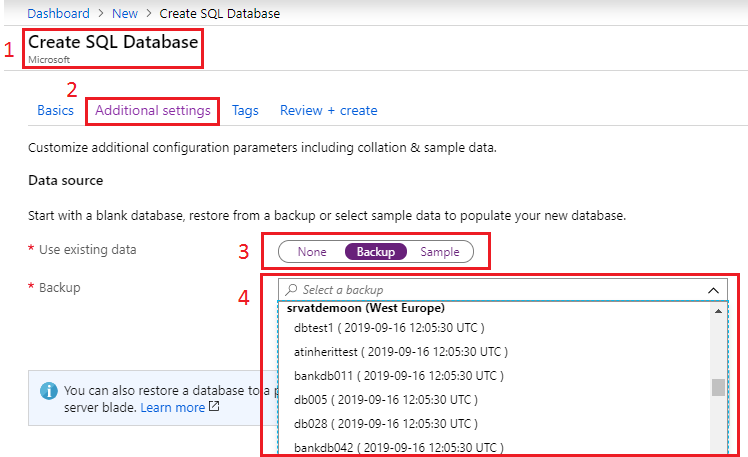 Dashboard > New > Create SQL Database
1 Create SQL Database
Microsoft
2
Basics Additional settings Tags Review + create
Customize additional configuration parameters including collation & sample data.
Data source
Start with a blank database, restore from a backup or select sample data to populate your new database.
* Use existing data 3 None Backup Sample
* Backup 4 Select a backup
srvatdemoon (West Europe)
dbtest1 ( 2019-09-16 12:05:30 UTC )
atinherittest ( 2019-09-16 12:05:30 UTC )
bankdb011 ( 2019-09-16 12:05:30 UTC )
db005 ( 2019-09-16 12:05:30 UTC )
db028 ( 2019-09-16 12:05:30 UTC )
bankdb042 ( 2019-09-16 12:05:30 UTC )
You can also restore a database to a
server blade. Learn more